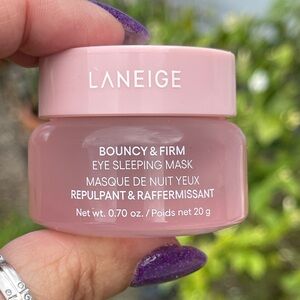 LANEIGE
BOUNCY & FIRM
EYE SLEEPING MASK
MASQUE DE NUIT YEUX
REPULPANT & RAFFERMISSANT
Net wt. 0.70 oz. / Poids net 20 g